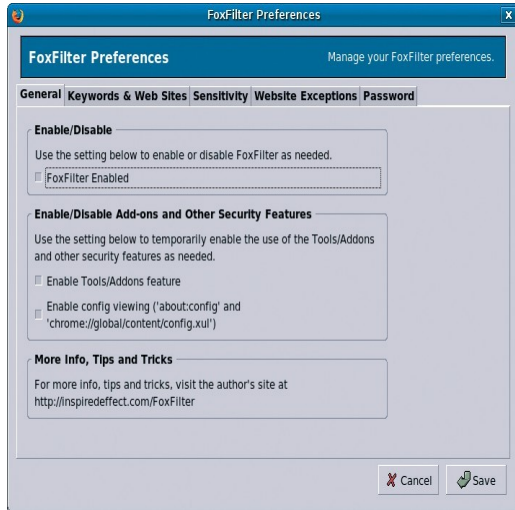 FoxFilter Preferences
FoxFilter Preferences
Manage your FoxFilter preferences.
General Keywords & Web Sites Sensitivity Website Exceptions Password
Enable/Disable
Use the setting below to enable or disable FoxFilter as needed.
FoxFilter Enabled
Enable/Disable Add-ons and Other Security Features
Use the setting below to temporarily enable the use of the Tools/Addons
and other security features as needed.
Enable Tools/Addons feature
Enable config viewing ('about:config' and
'chrome://global/content/config.xul')
More Info, Tips and Tricks
For more info, tips and tricks, visit the author's site at
http://inspiredeffect.com/FoxFilter
Cancel Save